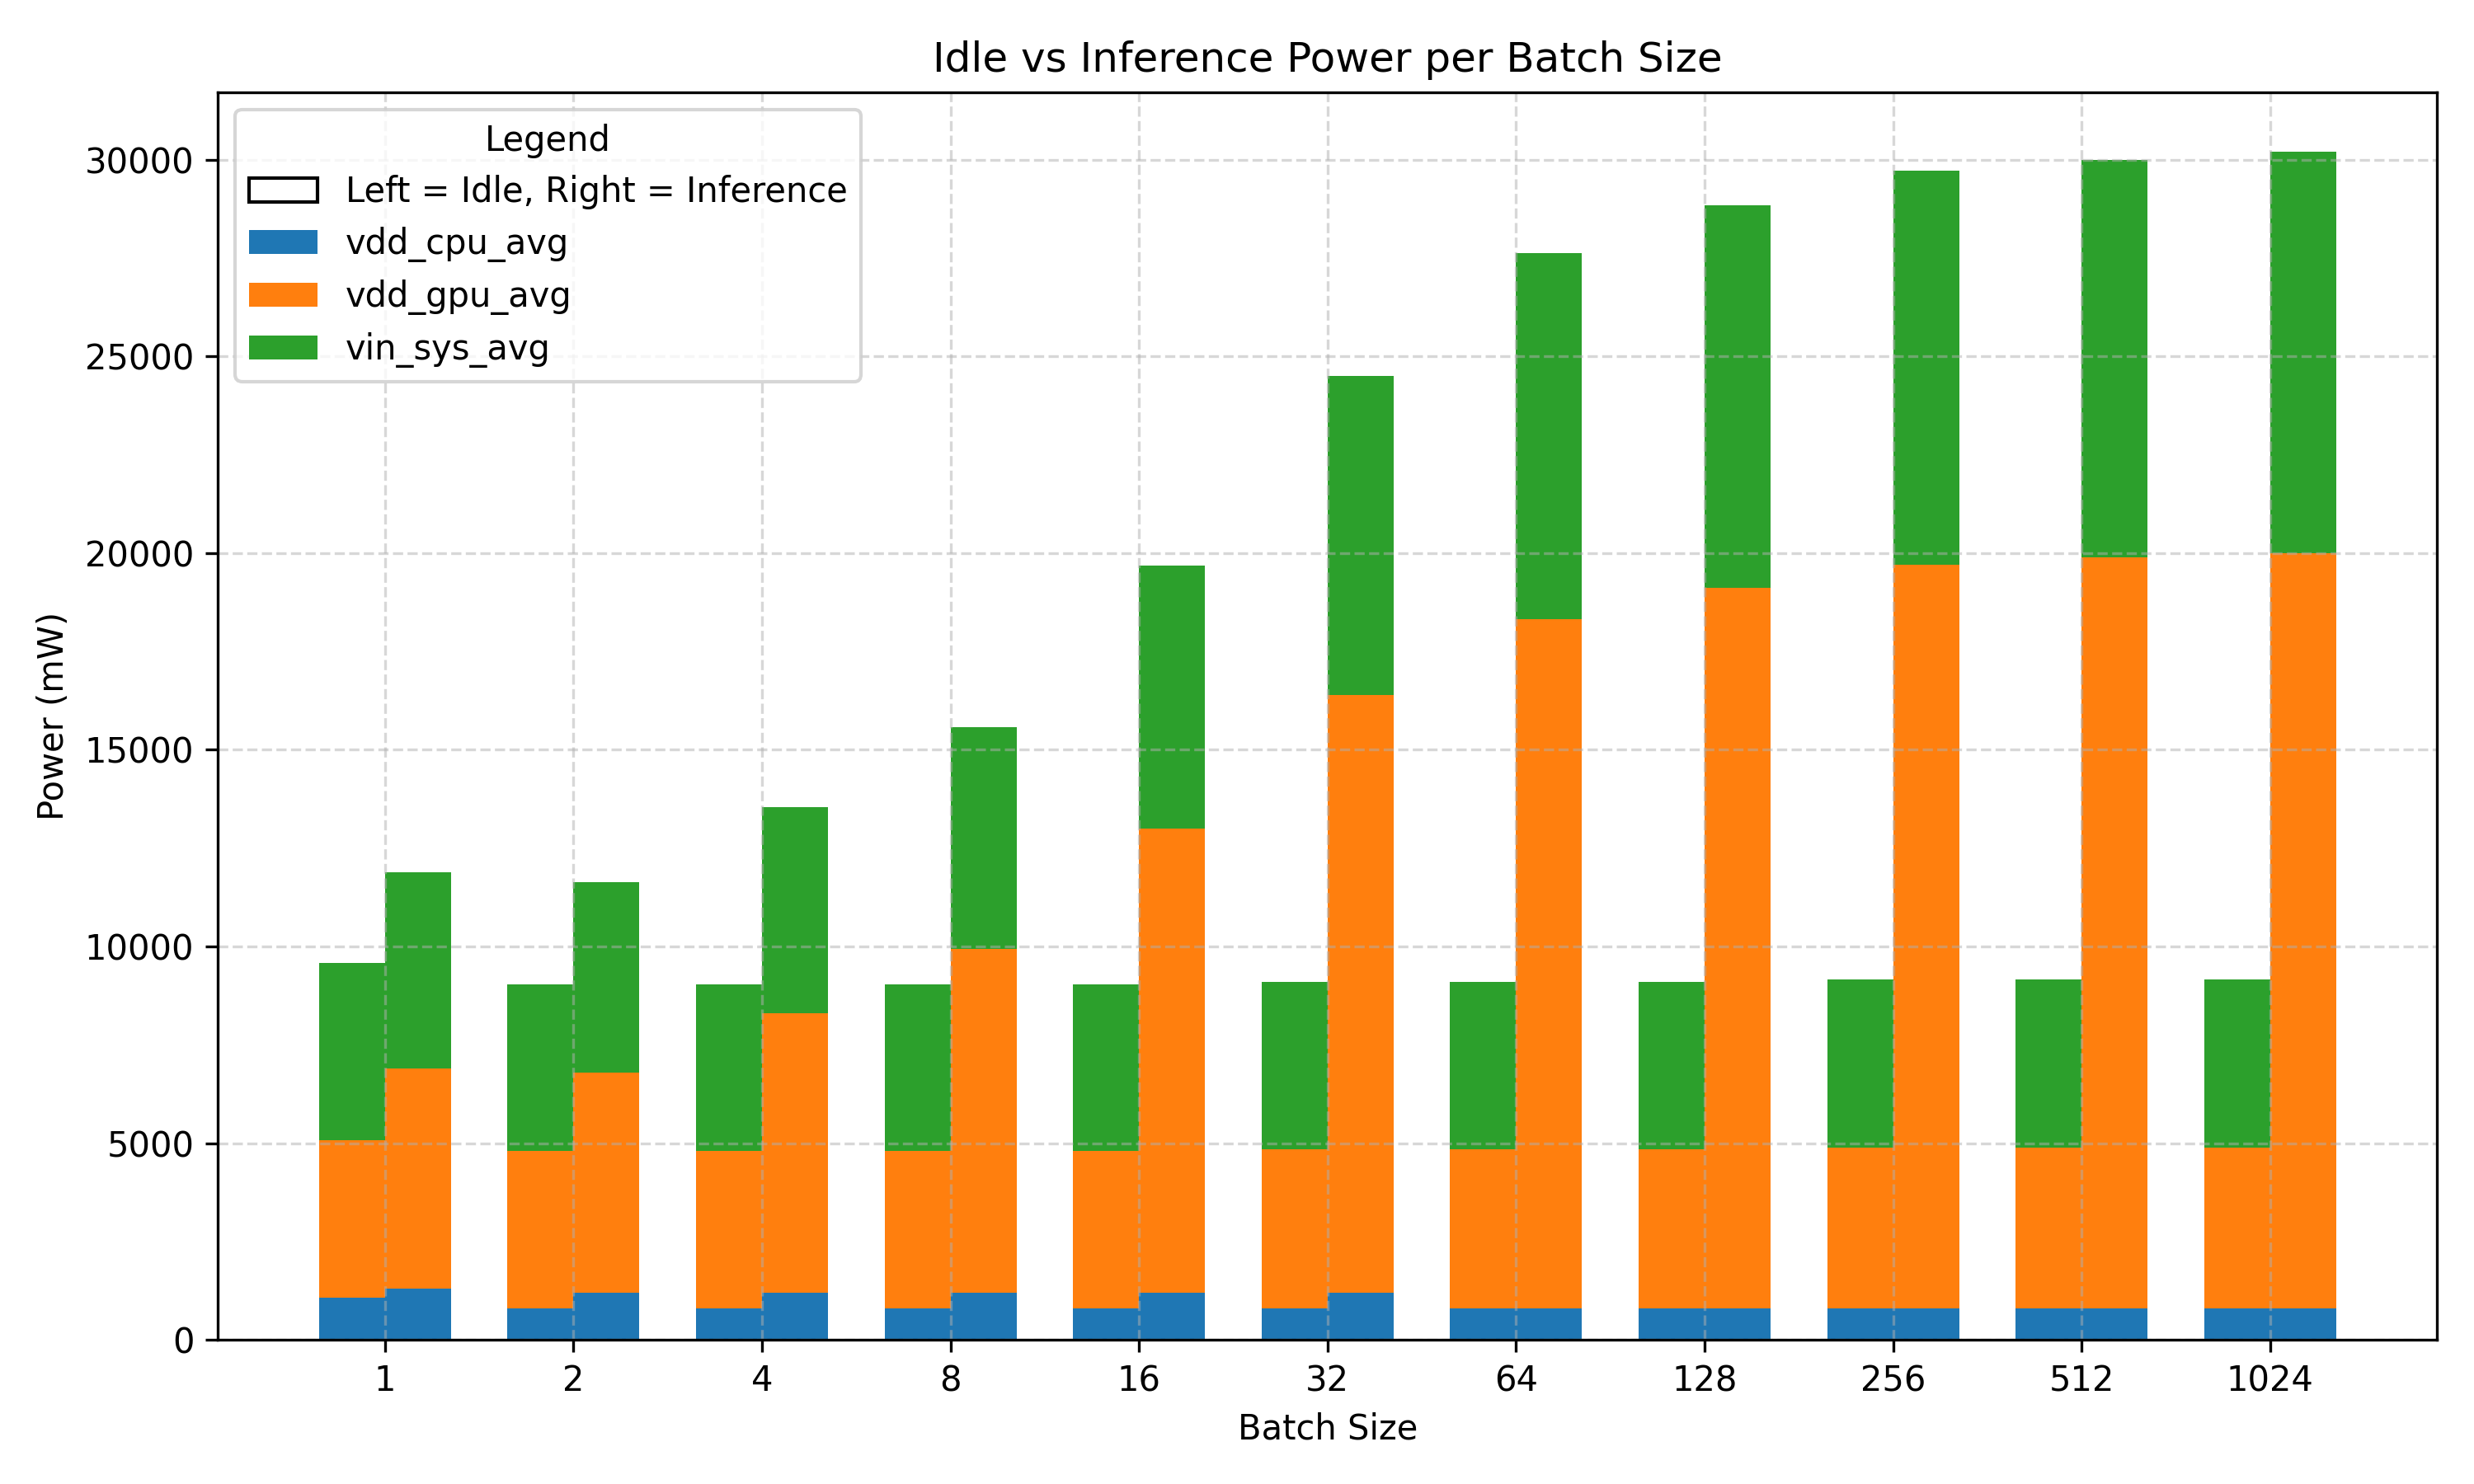 Idle vs Inference Power per Batch Size
Legend
Left = Idle, Right = Inference
vdd_cpu_avg
vdd_gpu_avg
vin_sys_avg
30000
25000
20000
15000
10000
5000
0
Power (mW)
1 2 4 8 16 32 64 128 256 512 1024
Batch Size